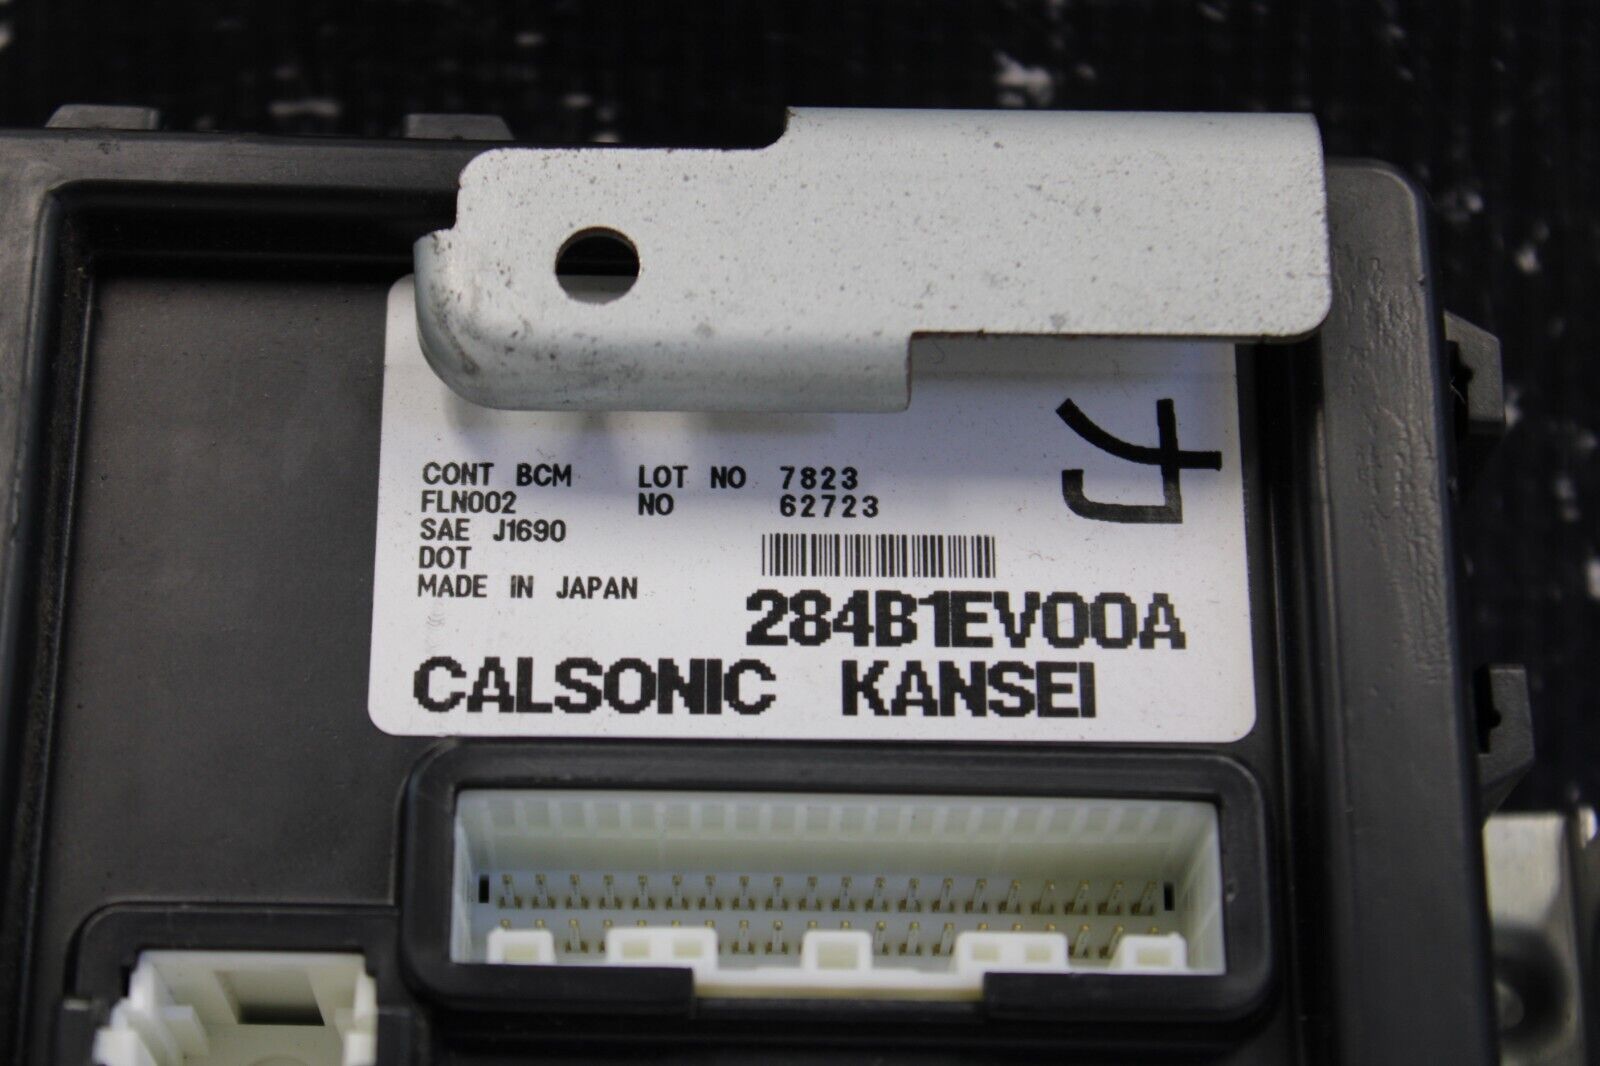 CONT BCM LOT NO 7823
FLN002 NO 62723
SAE J1690
DOT
MADE IN JAPAN
284B1EV00A
CALSONIC KANSEI